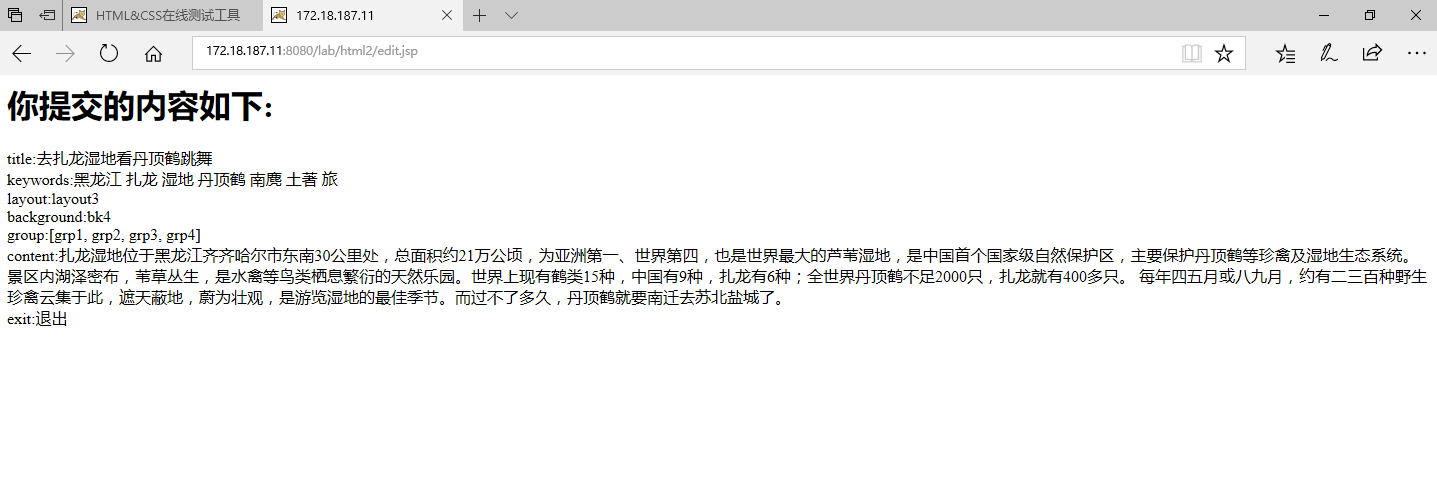 HTML&CSS在线测试工具
172.18.187.11
172.18.187.11:8080/lab/html2/edit.jsp
你提交的内容如下:
title:去扎龙湿地看丹顶鹤跳舞
keywords:黑龙江 扎龙 湿地 丹顶鹤 南麂 土著 旅
layout:layout3
background:bk4
group:[grp1, grp2, grp3, grp4]
content:扎龙湿地位于黑龙江齐齐哈尔市东南30公里处，总面积约21万公顷，为亚洲第一、世界第四，也是世界最大的芦苇湿地，是中国首个国家级自然保护区，主要保护丹顶鹤等珍禽及湿地生态系统。
景区内湖泽密布，苇草丛生，是水禽等鸟类栖息繁衍的天然乐园。世界上现有鹤类15种，中国有9种，扎龙有6种；全世界丹顶鹤不足2000只，扎龙就有400多只。 每年四五月或八九月，约有二三百种野生
珍禽云集于此，遮天蔽地，蔚为壮观，是游览湿地的最佳季节。而过不了多久，丹顶鹤就要南迁去苏北盐城了。
exit:退出